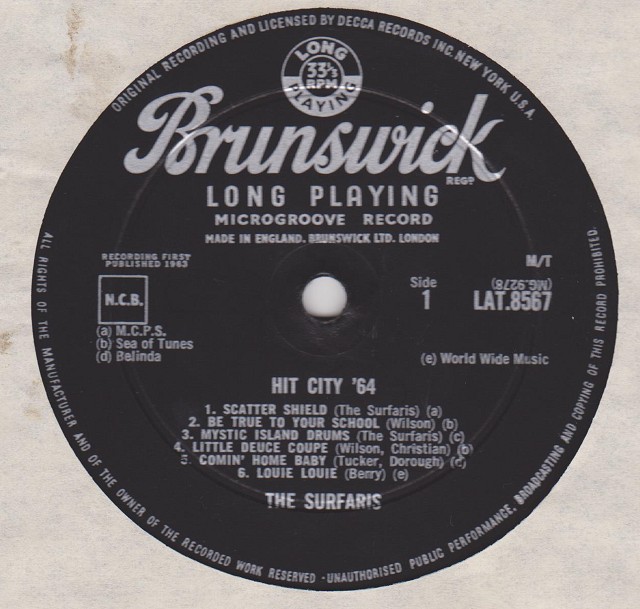 ORIGINAL RECORDING AND LICENSED BY DECCA RECORDS INC. NEW YORK U.S.A.
LONG
33⅓
RPM
PLAYING
Brunswick
REGD
LONG PLAYING
MICROGROOVE RECORD
MADE IN ENGLAND. BRUNSWICK LTD. LONDON
RECORDING FIRST
PUBLISHED 1963
M/T
N.C.B.
Side
1
(MG.9278)
LAT.8567
(a) M.C.P.S.
(b) Sea of Tunes
(d) Belinda
(e) World Wide Music
HIT CITY '64
1. SCATTER SHIELD (The Surfaris) (a)
2. BE TRUE TO YOUR SCHOOL (Wilson) (b)
3. MYSTIC ISLAND DRUMS (The Surfaris) (c)
4. LITTLE DEUCE COUPE (Wilson, Christian) (b)
5. COMIN' HOME BABY (Tucker, Dorough) (d)
6. LOUIE LOUIE (Berry) (e)
THE SURFARIS
ALL RIGHTS OF THE MANUFACTURER AND OF THE OWNER OF THE RECORDED WORK RESERVED · UNAUTHORISED PUBLIC PERFORMANCE, BROADCASTING AND COPYING OF THIS RECORD PROHIBITED.